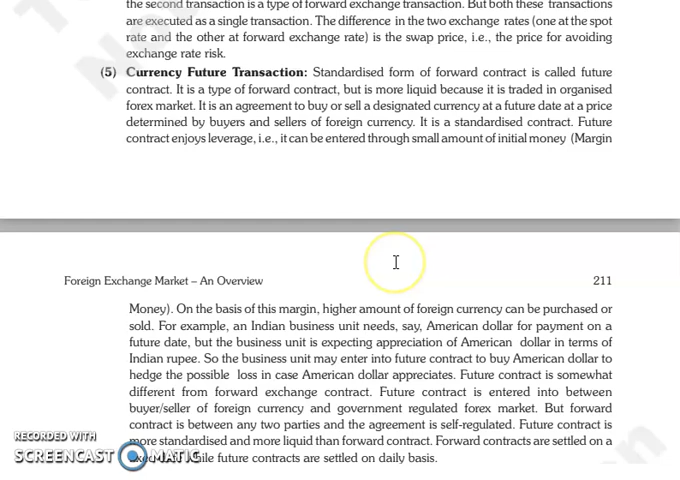 the second transaction is a type of forward exchange transaction. But both these transactions
are executed as a single transaction. The difference in the two exchange rates (one at the spot
rate and the other at forward exchange rate) is the swap price, i.e., the price for avoiding
exchange rate risk.
(5) Currency Future Transaction: Standardised form of forward contract is called future
contract. It is a type of forward contract, but is more liquid because it is traded in organised
forex market. It is an agreement to buy or sell a designated currency at a future date at a price
determined by buyers and sellers of foreign currency. It is a standardised contract. Future
contract enjoys leverage, i.e., it can be entered through small amount of initial money (Margin
Foreign Exchange Market – An Overview 211
Money). On the basis of this margin, higher amount of foreign currency can be purchased or
sold. For example, an Indian business unit needs, say, American dollar for payment on a
future date, but the business unit is expecting appreciation of American dollar in terms of
Indian rupee. So the business unit may enter into future contract to buy American dollar to
hedge the possible loss in case American dollar appreciates. Future contract is somewhat
different from forward exchange contract. Future contract is entered into between
buyer/seller of foreign currency and government regulated forex market. But forward
contract is between any two parties and the agreement is self-regulated. Future contract is
more standardised and more liquid than forward contract. Forward contracts are settled on a
while future contracts are settled on daily basis.
RECORDED WITH
SCREENCAST MATIC